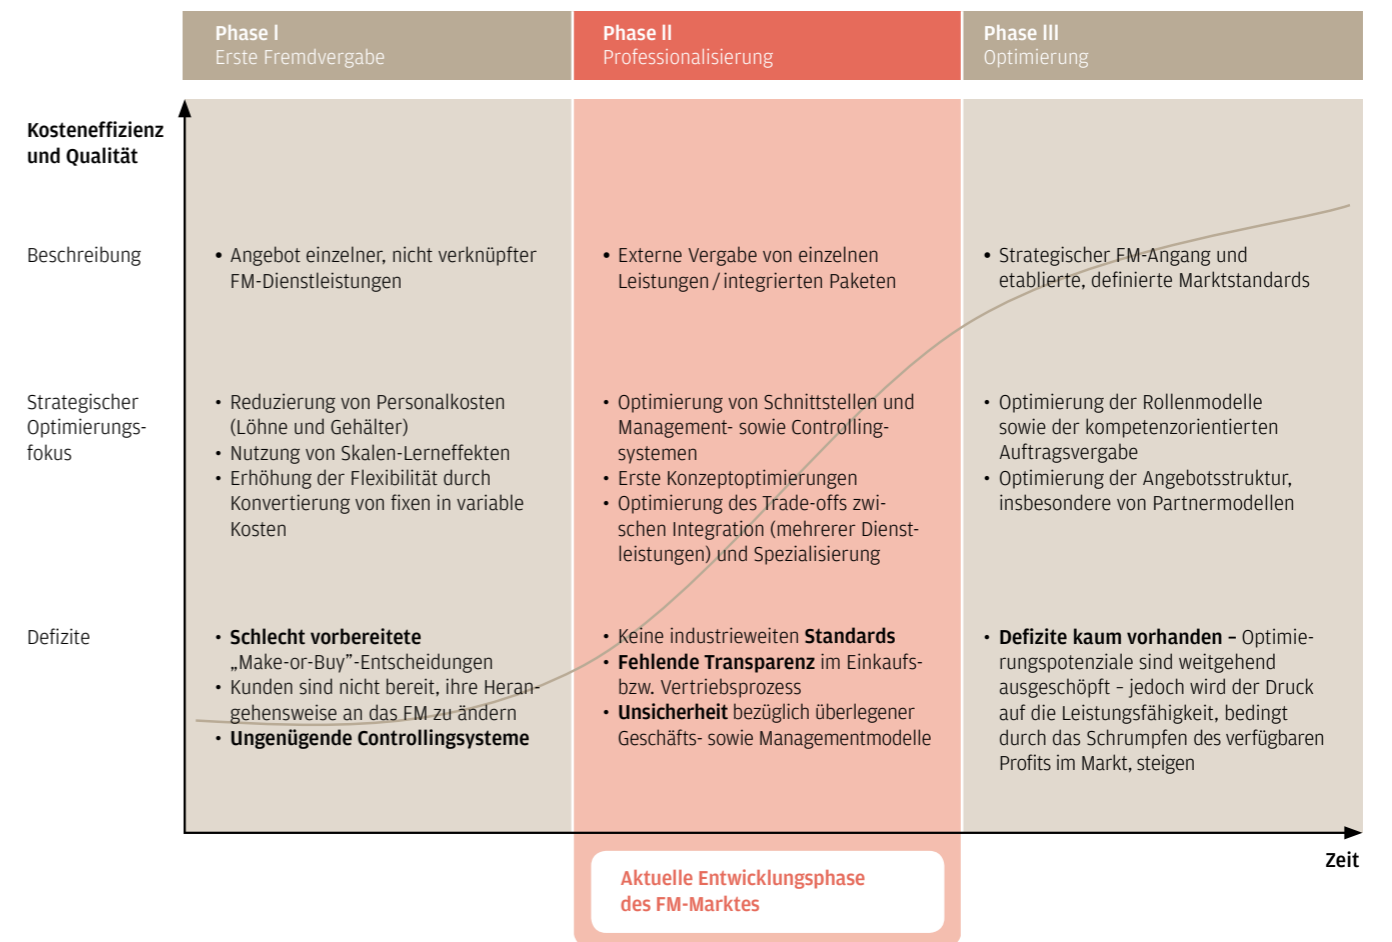 Phase I
Erste Fremdvergabe
Phase II
Professionalisierung
Phase III
Optimierung
Kosteneffizienz
und Qualität
Beschreibung
• Angebot einzelner, nicht verknüpfter
FM-Dienstleistungen
• Externe Vergabe von einzelnen
Leistungen / integrierten Paketen
• Strategischer FM-Angang und
etablierte, definierte Marktstandards
Strategischer
Optimierungs-
fokus
• Reduzierung von Personalkosten
(Löhne und Gehälter)
• Nutzung von Skalen-Lerneffekten
• Erhöhung der Flexibilität durch
Konvertierung von fixen in variable
Kosten
• Optimierung von Schnittstellen und
Management- sowie Controlling-
systemen
• Erste Konzeptoptimierungen
• Optimierung des Trade-offs zwi-
schen Integration (mehrerer Dienst-
leistungen) und Spezialisierung
• Optimierung der Rollenmodelle
sowie der kompetenzorientierten
Auftragsvergabe
• Optimierung der Angebotsstruktur,
insbesondere von Partnermodellen
Defizite
• Schlecht vorbereitete
„Make-or-Buy”-Entscheidungen
• Kunden sind nicht bereit, ihre Heran-
gehensweise an das FM zu ändern
• Ungenügende Controllingsysteme
• Keine industrieweiten Standards
• Fehlende Transparenz im Einkaufs-
bzw. Vertriebsprozess
• Unsicherheit bezüglich überlegener
Geschäfts- sowie Managementmodelle
• Defizite kaum vorhanden – Optimie-
rungspotenziale sind weitgehend
ausgeschöpft – jedoch wird der Druck
auf die Leistungsfähigkeit, bedingt
durch das Schrumpfen des verfügbaren
Profits im Markt, steigen
Zeit
Aktuelle Entwicklungsphase
des FM-Marktes